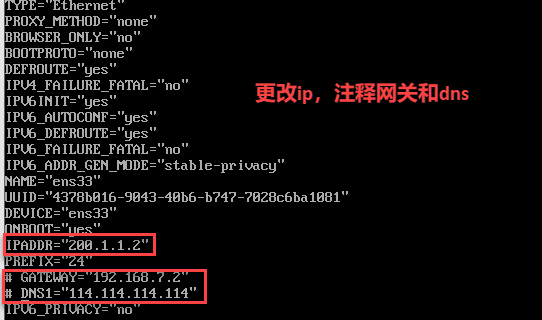 TYPE="Ethernet"
PROXY_METHOD="none"
BROWSER_ONLY="no"
BOOTPROTO="none"
DEFROUTE="yes"
IPV4_FAILURE_FATAL="no"
IPV6INIT="yes"
IPV6_AUTOCONF="yes"
IPV6_DEFROUTE="yes"
IPV6_FAILURE_FATAL="no"
IPV6_ADDR_GEN_MODE="stable-privacy"
NAME="ens33"
UUID="4378b016-9043-40b6-b747-7028c6ba1081"
DEVICE="ens33"
ONBOOT="yes"
IPADDR="200.1.1.2"
PREFIX="24"
# GATEWAY="192.168.7.2"
# DNS1="114.114.114.114"
IPV6_PRIVACY="no"
更改ip，注释网关和dns